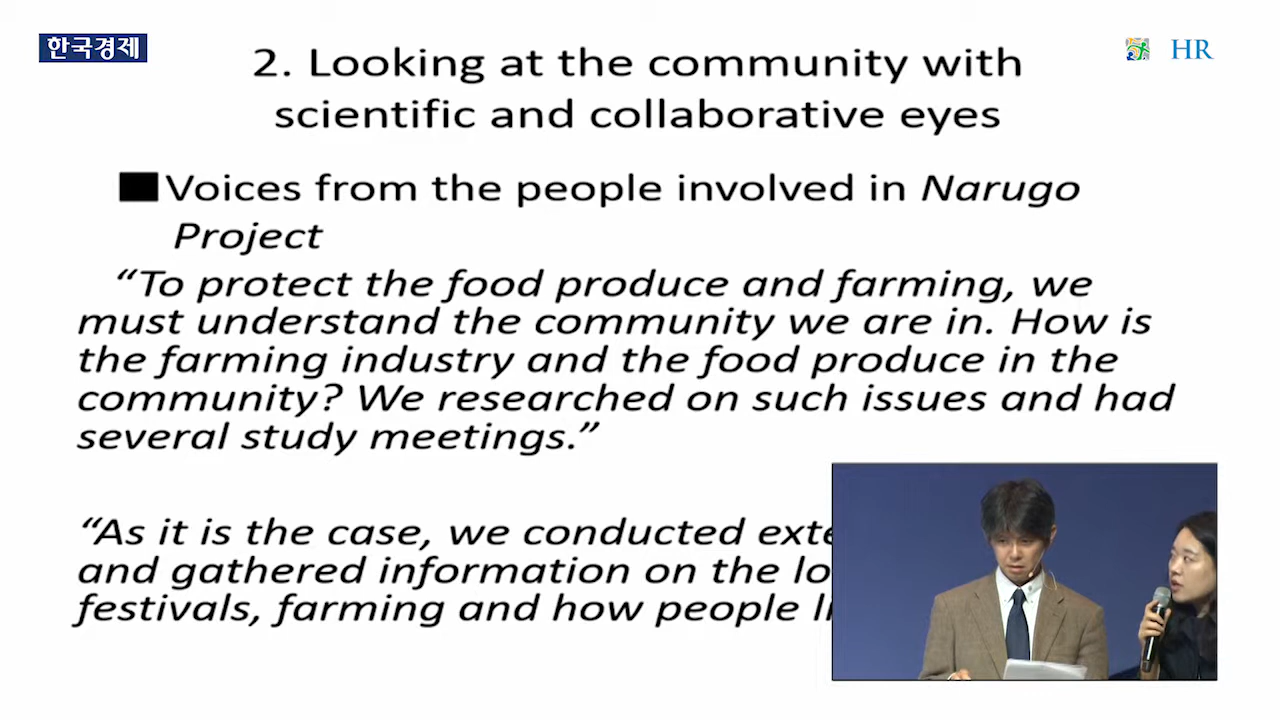 한국경제
HR
2. Looking at the community with
scientific and collaborative eyes
Voices from the people involved in Narugo
Project
“To protect the food produce and farming, we
must understand the community we are in. How is
the farming industry and the food produce in the
community? We researched on such issues and had
several study meetings.”
“As it is the case, we conducted
and gathered information on the
festivals, farming and how people